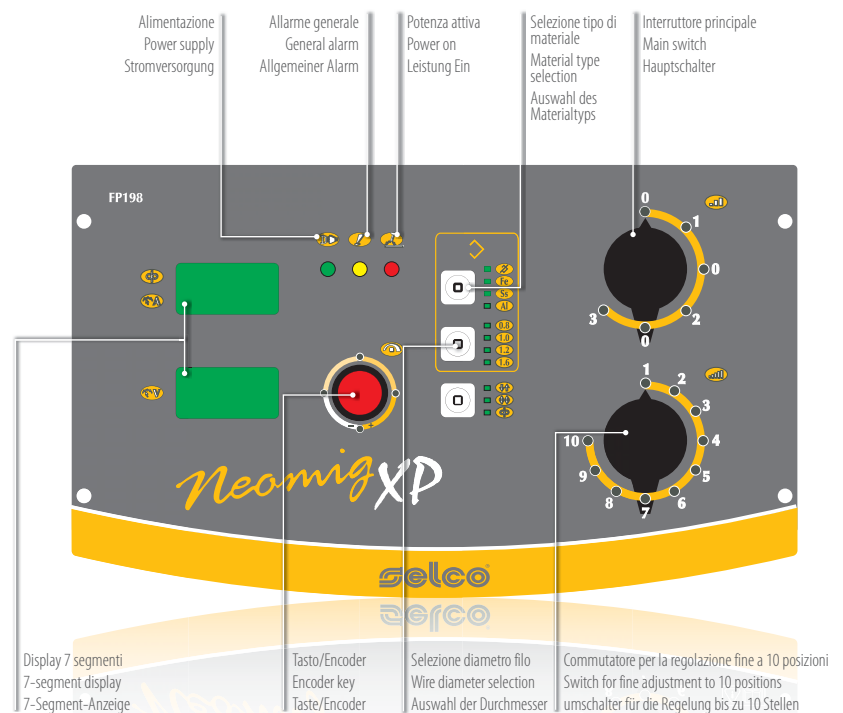 Alimentazione
Power supply
Stromversorgung
Allarme generale
General alarm
Allgemeiner Alarm
Potenza attiva
Power on
Leistung Ein
Selezione tipo di
materiale
Material type
selection
Auswahl des
Materialtyps
Interruttore principale
Main switch
Hauptschalter
FP198
0
1
0
2
0
3
A
V
Fe
Ss
Al
0.8
1.0
1.2
1.6
1
2
3
4
5
6
7
8
9
10
Neomig XP
selco
Display 7 segmenti
7-segment display
7-Segment-Anzeige
Tasto/Encoder
Encoder key
Taste/Encoder
Selezione diametro filo
Wire diameter selection
Auswahl der Durchmesser
Commutatore per la regolazione fine a 10 posizioni
Switch for fine adjustment to 10 positions
umschalter für die Regelung bis zu 10 Stellen